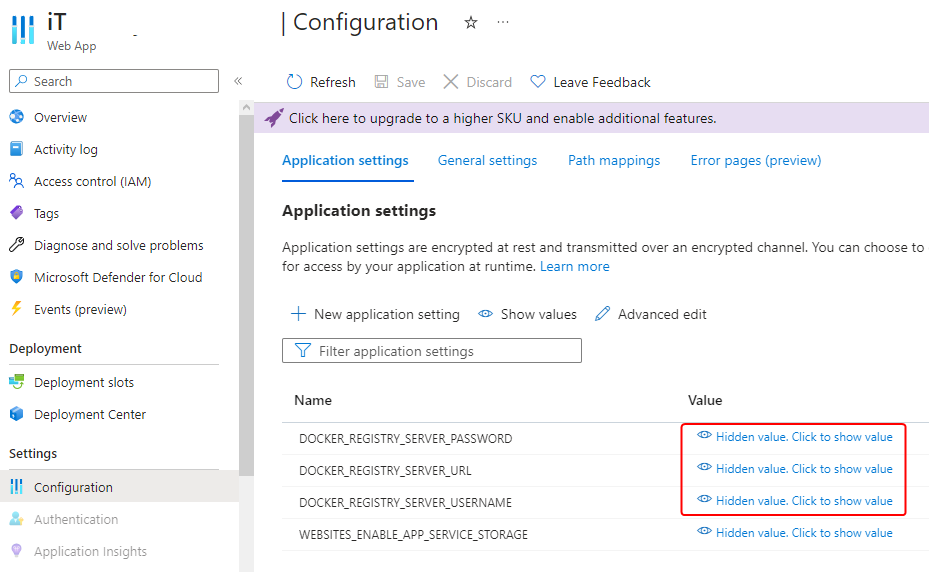 iT
Web App
-
Search
«
Overview
Activity log
Access control (IAM)
Tags
Diagnose and solve problems
Microsoft Defender for Cloud
Events (preview)
Deployment
Deployment slots
Deployment Center
Settings
Configuration
Authentication
Application Insights
| Configuration ☆ ...
Refresh Save Discard Leave Feedback
Click here to upgrade to a higher SKU and enable additional features.
Application settings General settings Path mappings Error pages (preview)
Application settings
Application settings are encrypted at rest and transmitted over an encrypted channel. You can choose to
for access by your application at runtime. Learn more
New application setting Show values Advanced edit
Filter application settings
Name Value
DOCKER_REGISTRY_SERVER_PASSWORD Hidden value. Click to show value
DOCKER_REGISTRY_SERVER_URL Hidden value. Click to show value
DOCKER_REGISTRY_SERVER_USERNAME Hidden value. Click to show value
WEBSITES_ENABLE_APP_SERVICE_STORAGE Hidden value. Click to show value